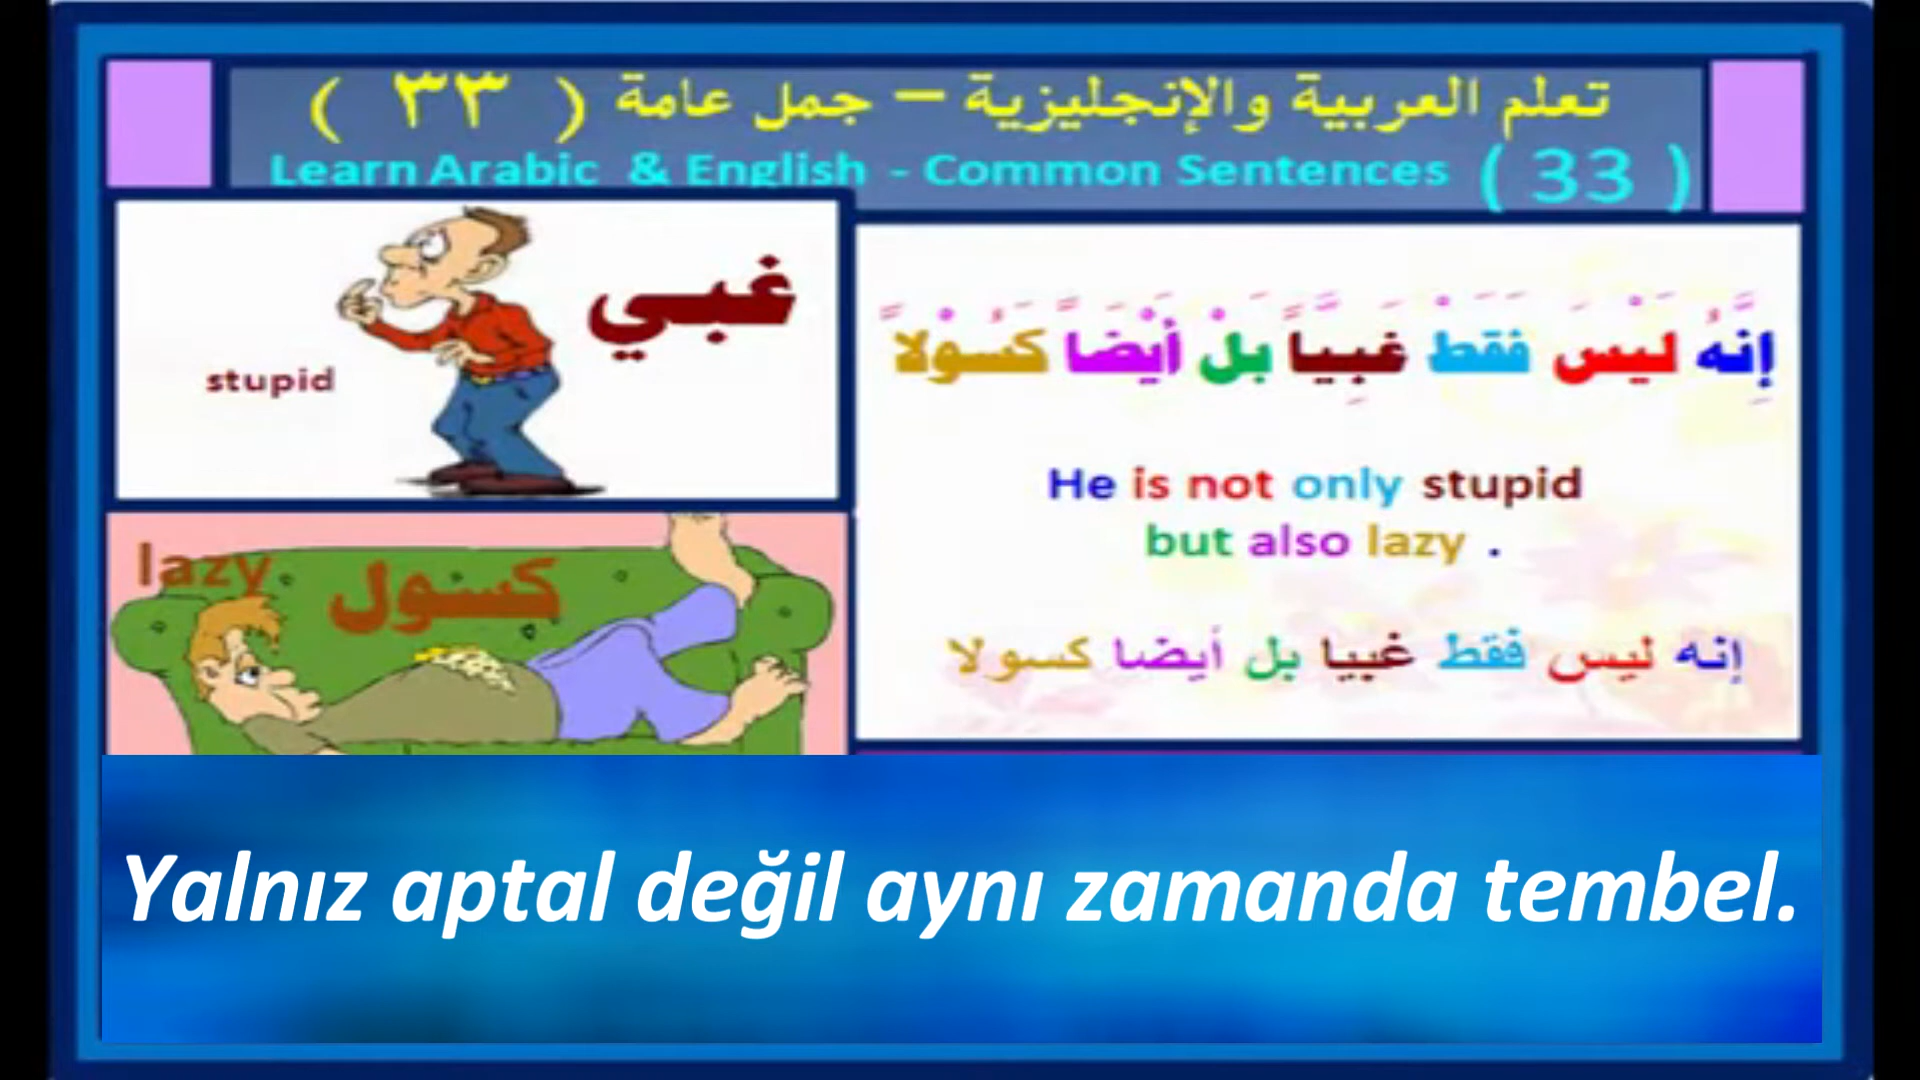 تعلم العربية والإنجليزية – جمل عامة ( ٣٣ )
Learn Arabic & English - Common Sentences ( 33 )
غبي
stupid
lazy كسول
إِنَّهُ لَيْسَ فَقَطْ غَبِيَّاً بَلْ أَيْضَاً كَسُوْلاً
He is not only stupid
but also lazy .
إنه ليس فقط غبيا بل أيضا كسولا
Yalnız aptal değil aynı zamanda tembel.